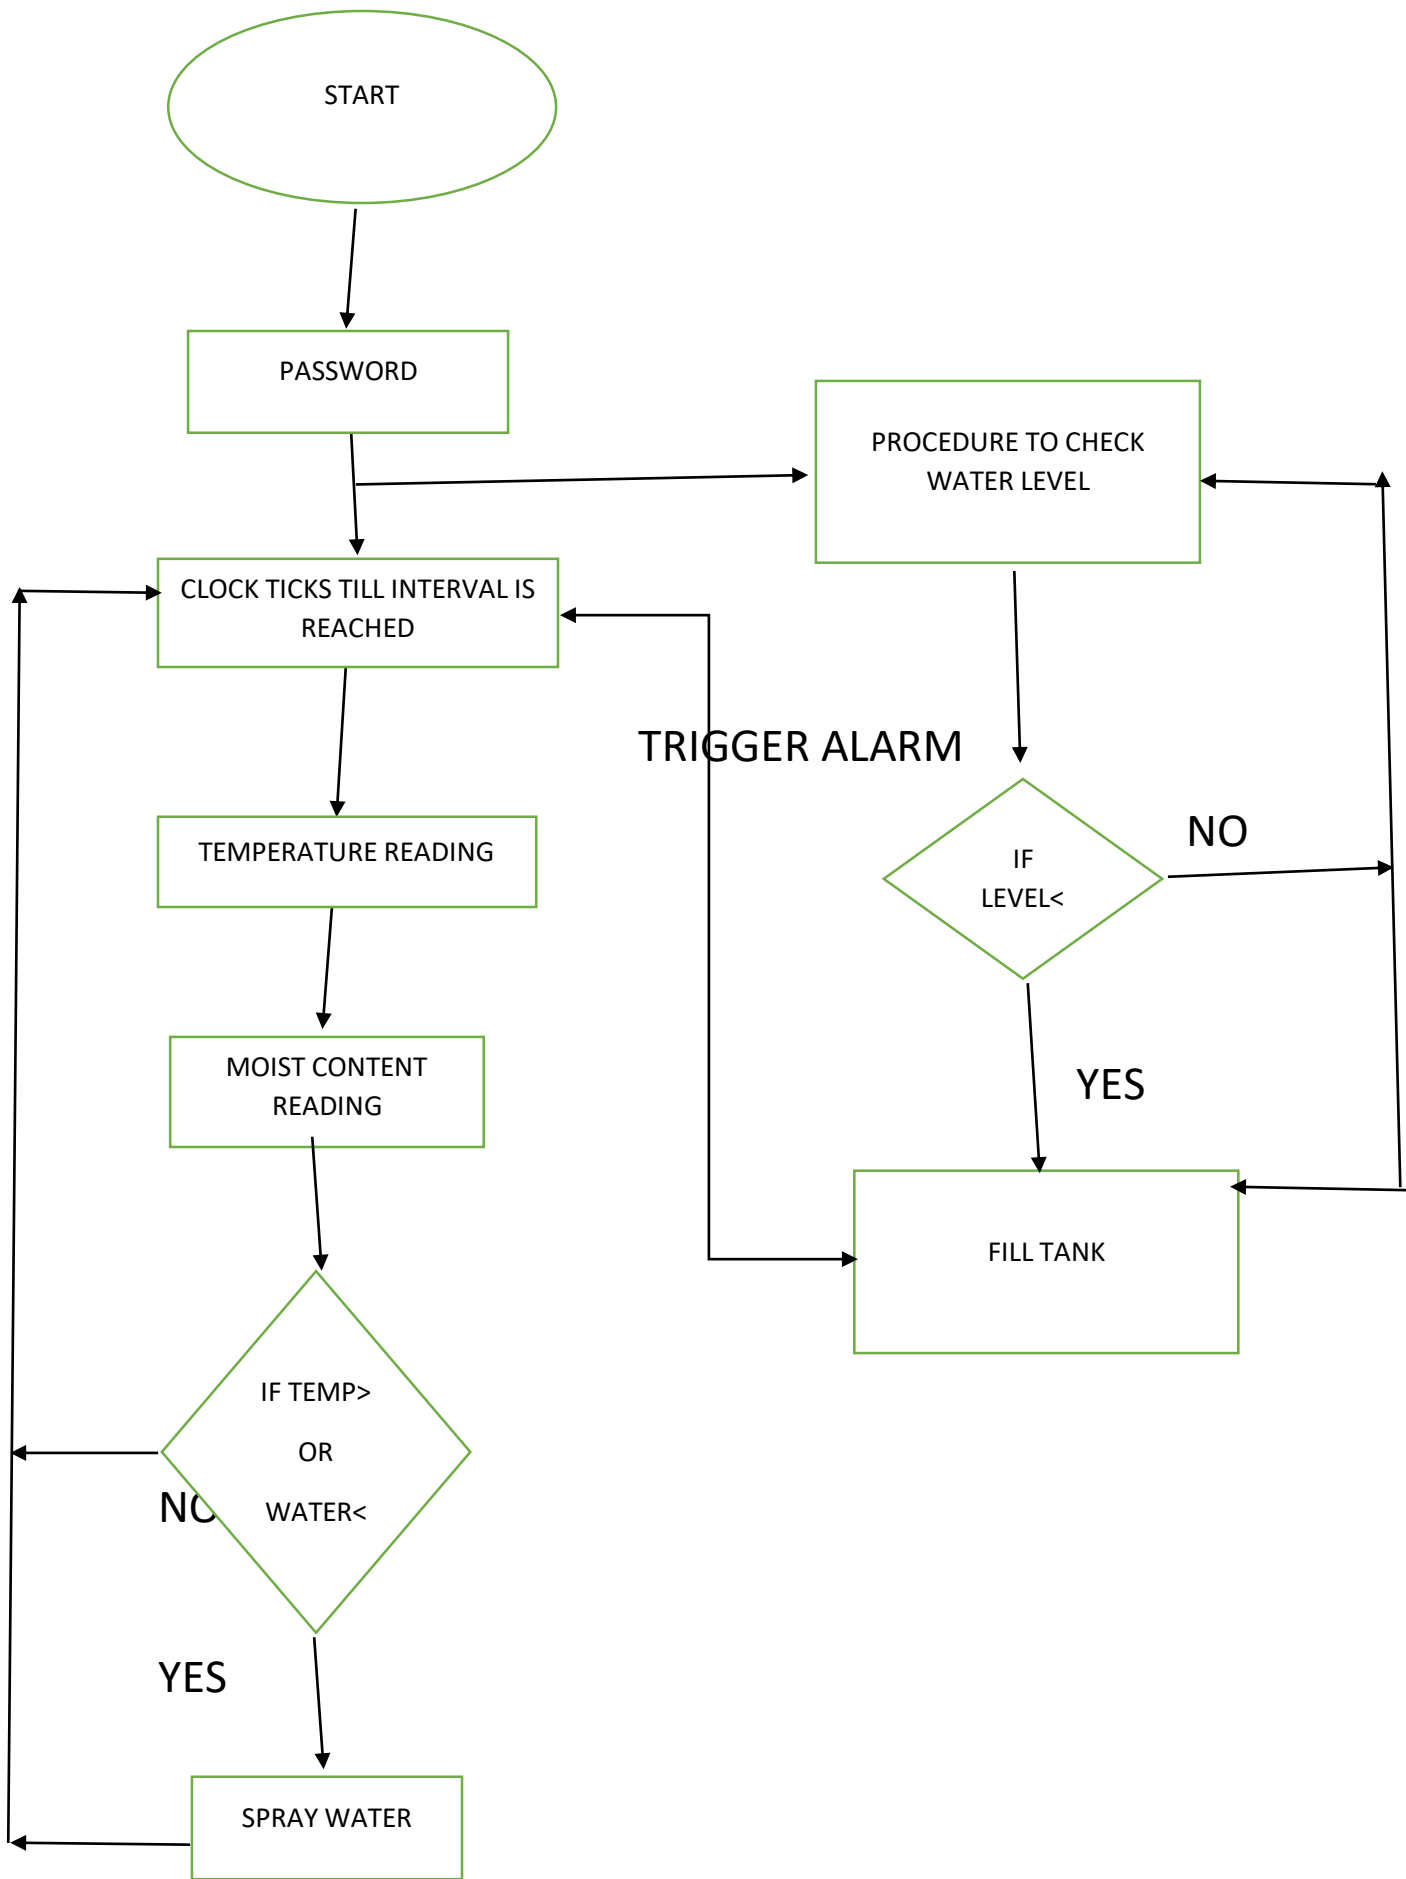 START
PASSWORD
PROCEDURE TO CHECK
WATER LEVEL
CLOCK TICKS TILL INTERVAL IS
REACHED
TRIGGER ALARM
TEMPERATURE READING
IF
LEVEL<
NO
MOIST CONTENT
READING
YES
FILL TANK
IF TEMP>
OR
WATER<
NO
YES
SPRAY WATER